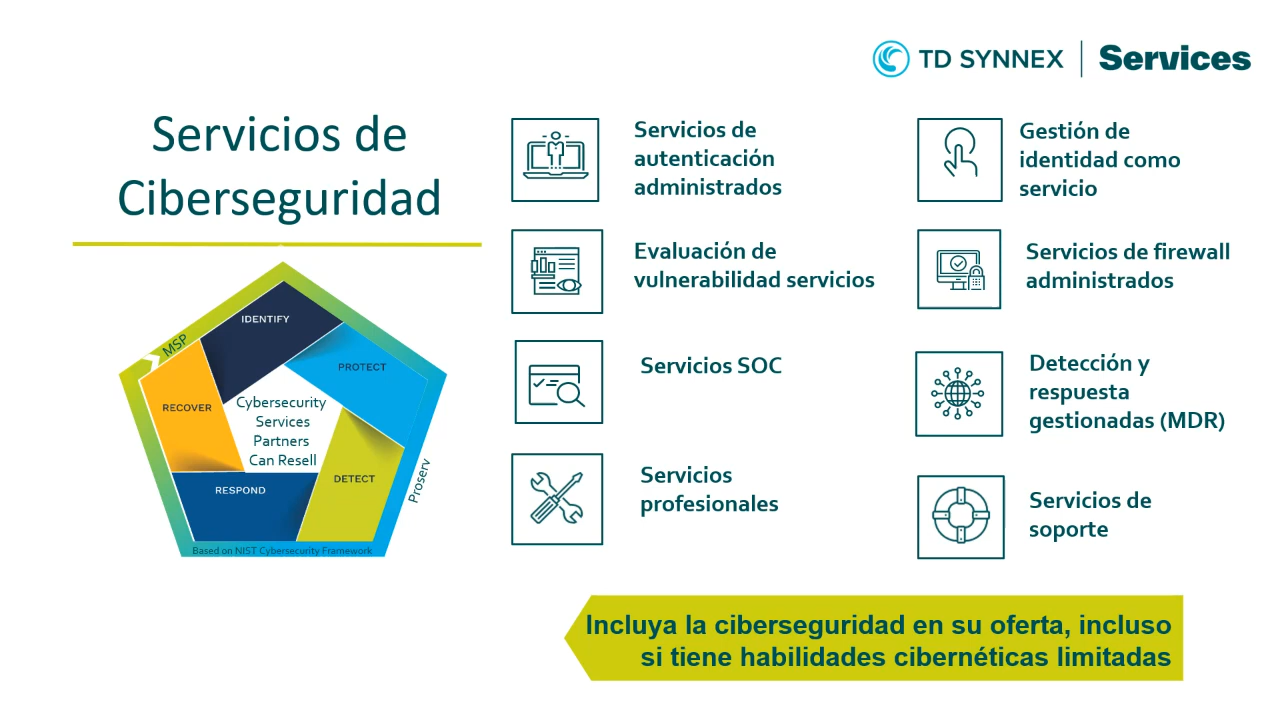 TD SYNNEX | Services
Servicios de
Ciberseguridad
MSP
IDENTIFY
PROTECT
RECOVER
Cybersecurity
Services
Partners
Can Resell
DETECT
RESPOND
Proserv
Based on NIST Cybersecurity Framework
Servicios de
autenticación
administrados
Gestión de
identidad como
servicio
Evaluación de
vulnerabilidad servicios
Servicios de firewall
administrados
Servicios SOC
Detección y
respuesta
gestionadas (MDR)
Servicios
profesionales
Servicios de
soporte
Incluya la ciberseguridad en su oferta, incluso
si tiene habilidades cibernéticas limitadas